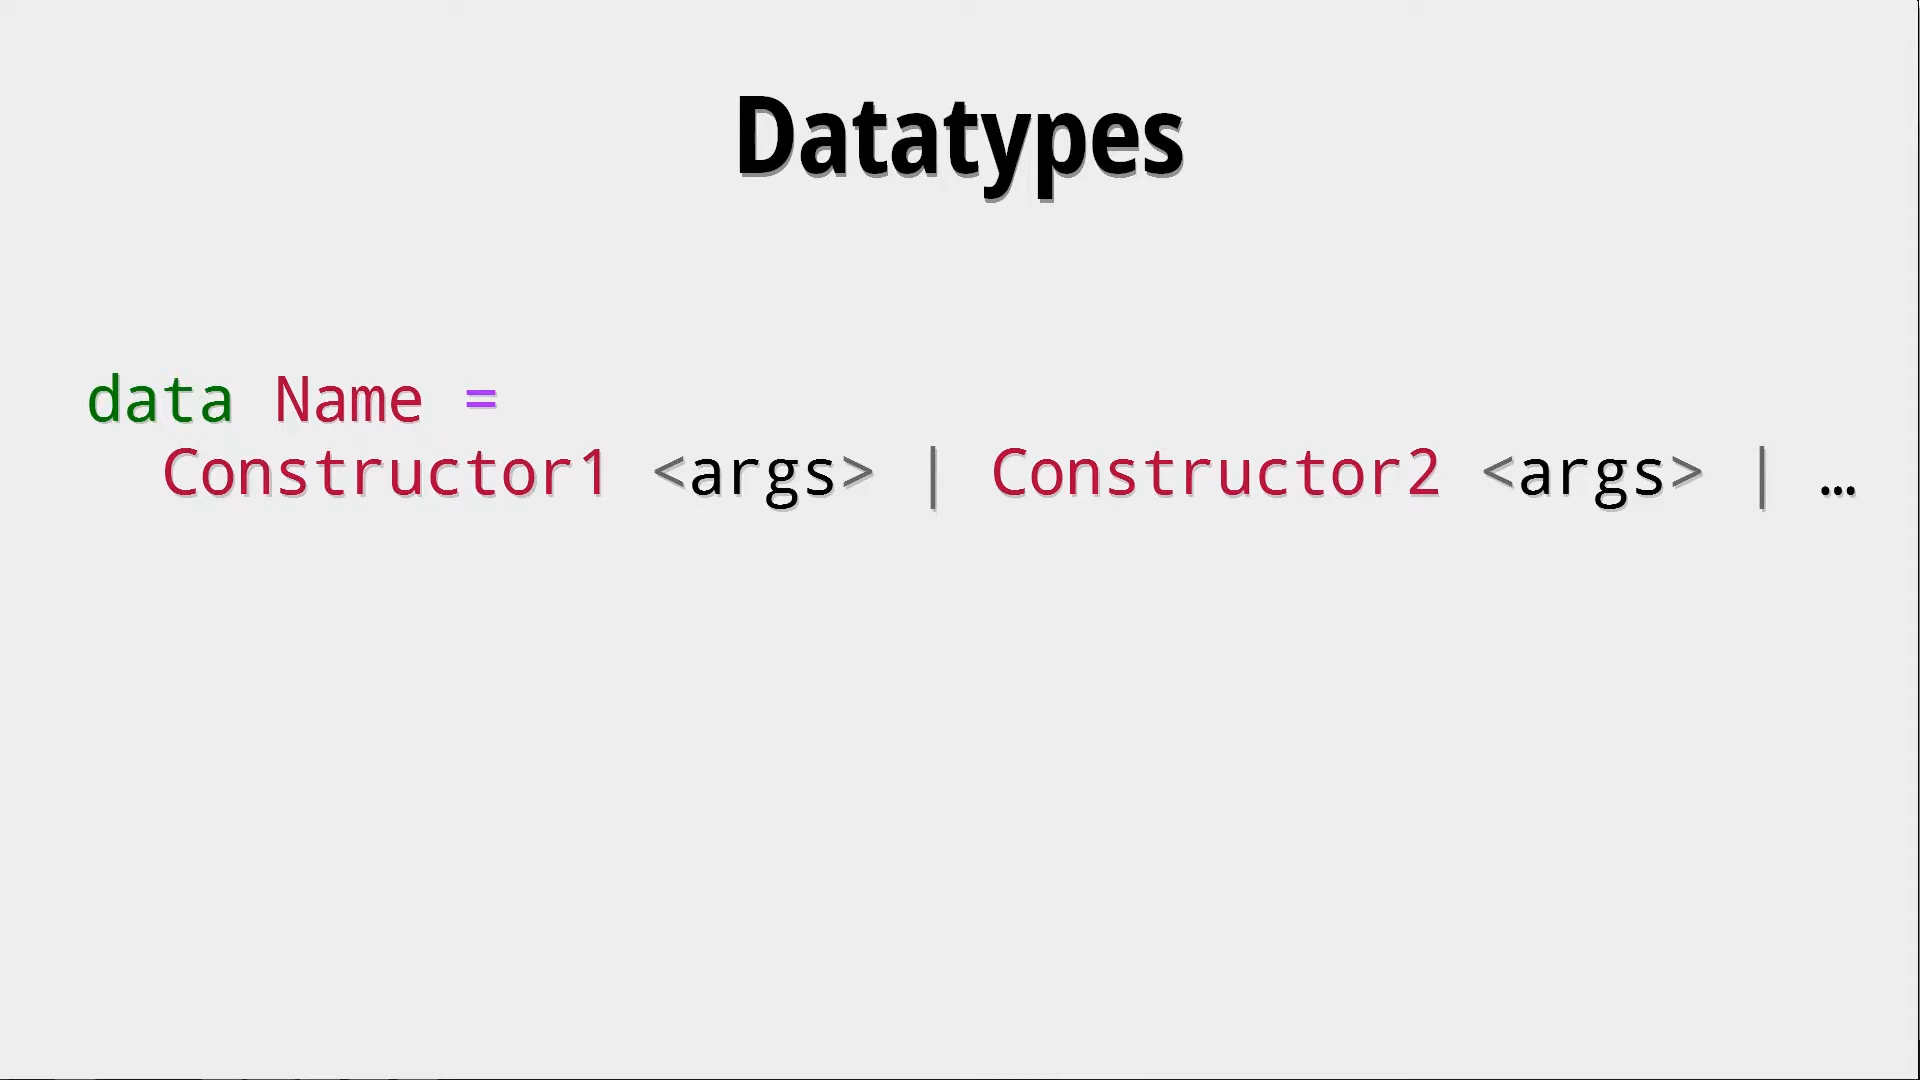 Datatypes
data Name =
Constructor1 <args> | Constructor2 <args> | …